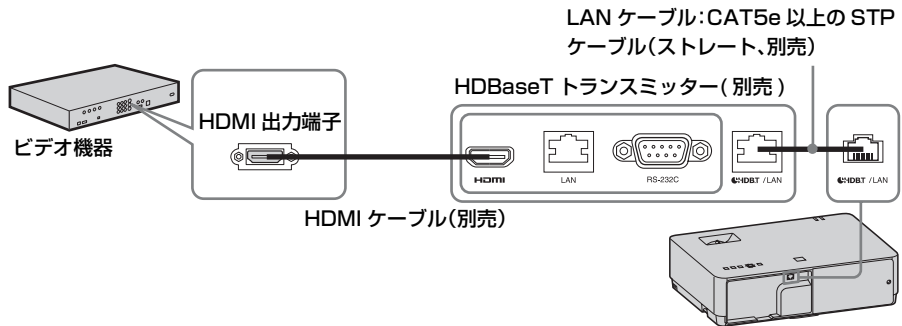 LAN ケーブル：CAT5e 以上の STP
ケーブル（ストレート、別売）
HDBaseT トランスミッター( 別売 )
HDMI 出力端子
ビデオ機器
HDMI
LAN
RS-232C
HDBT /LAN
HDBT /LAN
HDMI ケーブル（別売）